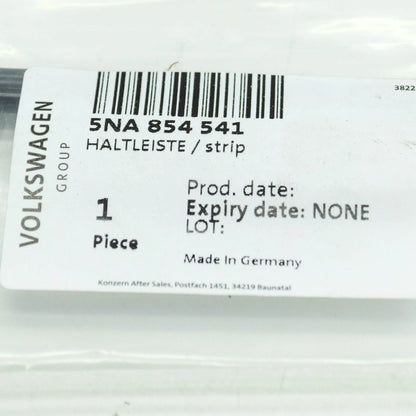 3822
5NA 854 541
HALTLEISTE / strip
VOLKSWAGEN
GROUP
1
Piece
Prod. date:
Expiry date: NONE
LOT:
Made In Germany
Konzern After Sales, Postfach 1451, 34219 Baunatal